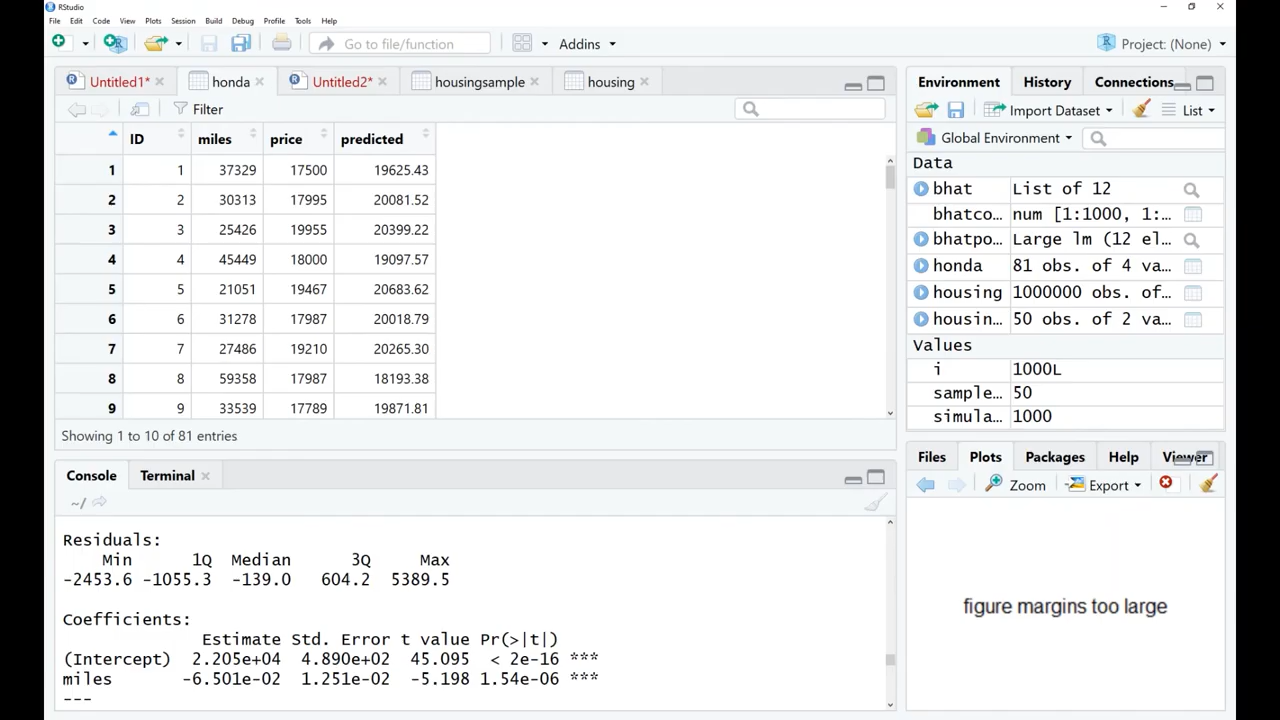 RStudio
File Edit Code View Plots Session Build Debug Profile Tools Help
Go to file/function Addins Project: (None)
Untitled1* honda Untitled2* housingsample housing
Filter
ID miles price predicted
1 1 37329 17500 19625.43
2 2 30313 17995 20081.52
3 3 25426 19955 20399.22
4 4 45449 18000 19097.57
5 5 21051 19467 20683.62
6 6 31278 17987 20018.79
7 7 27486 19210 20265.30
8 8 59358 17987 18193.38
9 9 33539 17789 19871.81
Showing 1 to 10 of 81 entries
Console Terminal
~/
Residuals:
Min 1Q Median 3Q Max
-2453.6 -1055.3 -139.0 604.2 5389.5
Coefficients:
Estimate Std. Error t value Pr(>|t|)
(Intercept) 2.205e+04 4.890e+02 45.095 < 2e-16 ***
miles -6.501e-02 1.251e-02 -5.198 1.54e-06 ***
---
Environment History Connections
Import Dataset List
Global Environment
Data
bhat List of 12
bhatco… num [1:1000, 1:…
bhatpo… Large lm (12 el…
honda 81 obs. of 4 va…
housing 1000000 obs. of…
housin… 50 obs. of 2 va…
Values
i 1000L
sample… 50
simula… 1000
Files Plots Packages Help Viewer
Zoom Export
figure margins too large